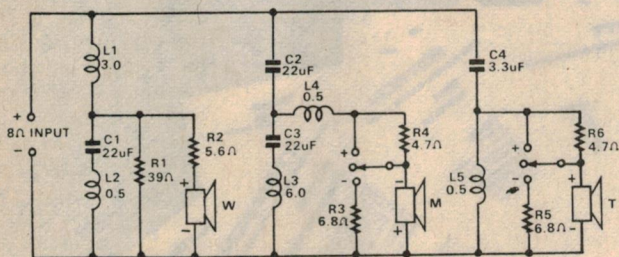 L1
3.0
C2
22uF
C4
3.3uF
L4
0.5
+
8Ω INPUT
-
C1
22uF
R1
39Ω
R2
5.6Ω
L2
0.5
+
W
-
C3
22uF
L3
6.0
+
-
R4
4.7Ω
R3
6.8Ω
-
M
+
L5
0.5
+
-
R6
4.7Ω
R5
6.8Ω
+
T
-